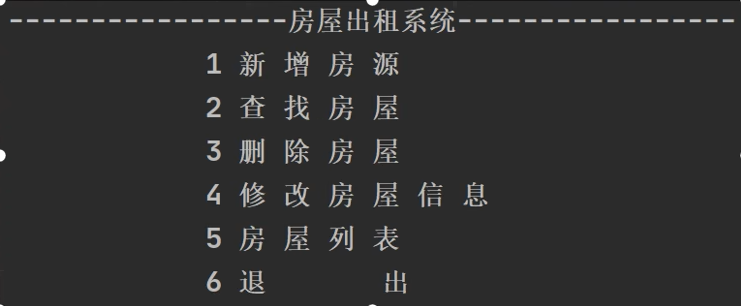 -----------------房屋出租系统-----------------
1 新 增 房 源
2 查 找 房 屋
3 删 除 房 屋
4 修 改 房 屋 信 息
5 房 屋 列 表
6 退 出